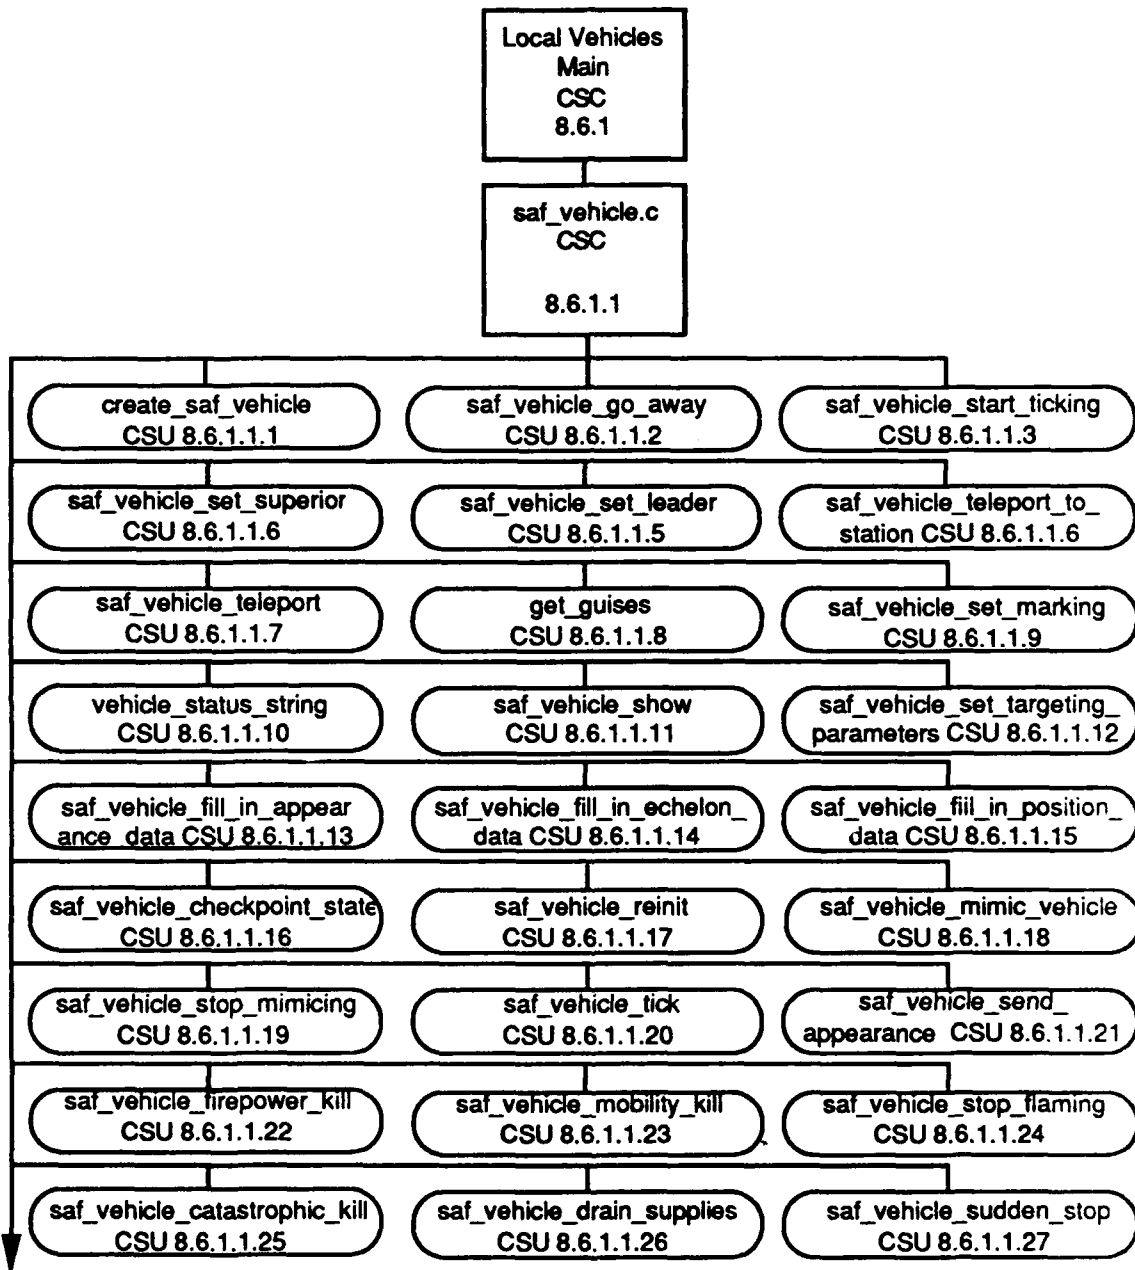 Local Vehicles
Main
CSC
8.6.1
saf_vehicle.c
CSC
8.6.1.1
create_saf_vehicle
CSU 8.6.1.1.1
saf_vehicle_go_away
CSU 8.6.1.1.2
saf_vehicle_start_ticking
CSU 8.6.1.1.3
saf_vehicle_set_superior
CSU 8.6.1.1.6
saf_vehicle_set_leader
CSU 8.6.1.1.5
saf_vehicle_teleport_to_
station CSU 8.6.1.1.6
saf_vehicle_teleport
CSU 8.6.1.1.7
get_guises
CSU 8.6.1.1.8
saf_vehicle_set_marking
CSU 8.6.1.1.9
vehicle_status_string
CSU 8.6.1.1.10
saf_vehicle_show
CSU 8.6.1.1.11
saf_vehicle_set_targeting_
parameters CSU 8.6.1.1.12
saf_vehicle_fill_in_appear
ance_data CSU 8.6.1.1.13
saf_vehicle_fill_in_echelon_
data CSU 8.6.1.1.14
saf_vehicle_fill_in_position_
data CSU 8.6.1.1.15
saf_vehicle_checkpoint_state
CSU 8.6.1.1.16
saf_vehicle_reinit
CSU 8.6.1.1.17
saf_vehicle_mimic_vehicle
CSU 8.6.1.1.18
saf_vehicle_stop_mimicing
CSU 8.6.1.1.19
saf_vehicle_tick
CSU 8.6.1.1.20
saf_vehicle_send_
appearance CSU 8.6.1.1.21
saf_vehicle_firepower_kill
CSU 8.6.1.1.22
saf_vehicle_mobility_kill
CSU 8.6.1.1.23
saf_vehicle_stop_flaming
CSU 8.6.1.1.24
saf_vehicle_catastrophic_kill
CSU 8.6.1.1.25
saf_vehicle_drain_supplies
CSU 8.6.1.1.26
saf_vehicle_sudden_stop
CSU 8.6.1.1.27